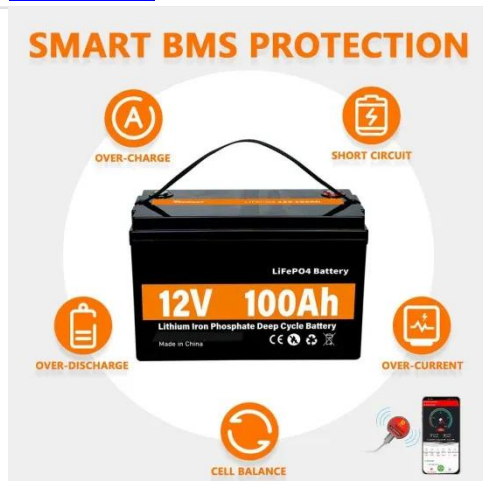 SMART BMS PROTECTION
OVER-CHARGE
SHORT CIRCUIT
LiFePO4 Battery
12V 100Ah
Lithium Iron Phosphate Deep Cycle Battery
Made in China
CE
OVER-DISCHARGE
OVER-CURRENT
CELL BALANCE